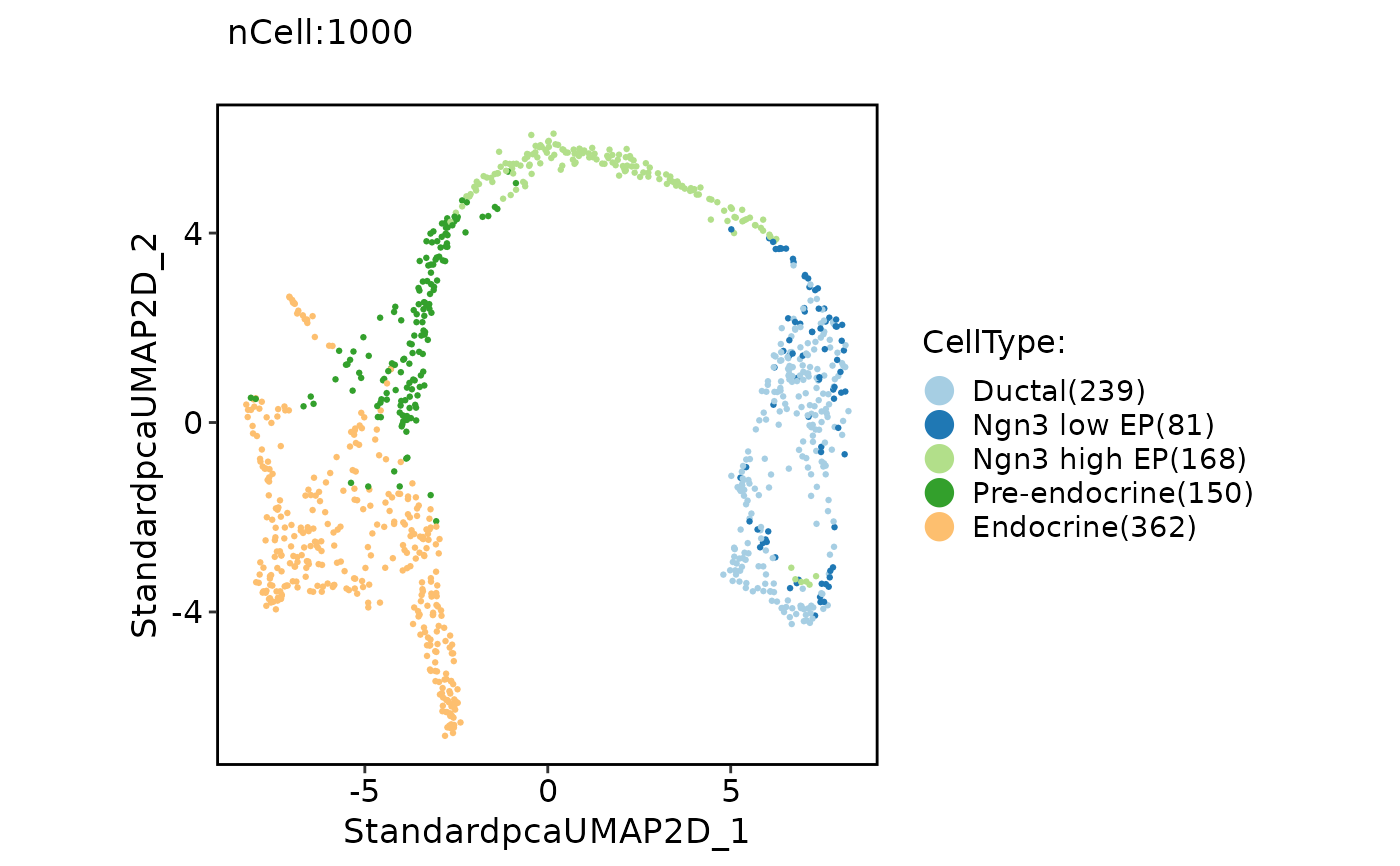 nCell:1000
StandardpcaUMAP2D_2
4
0
-4
-5
0
5
StandardpcaUMAP2D_1
CellType:
Ductal(239)
Ngn3 low EP(81)
Ngn3 high EP(168)
Pre-endocrine(150)
Endocrine(362)